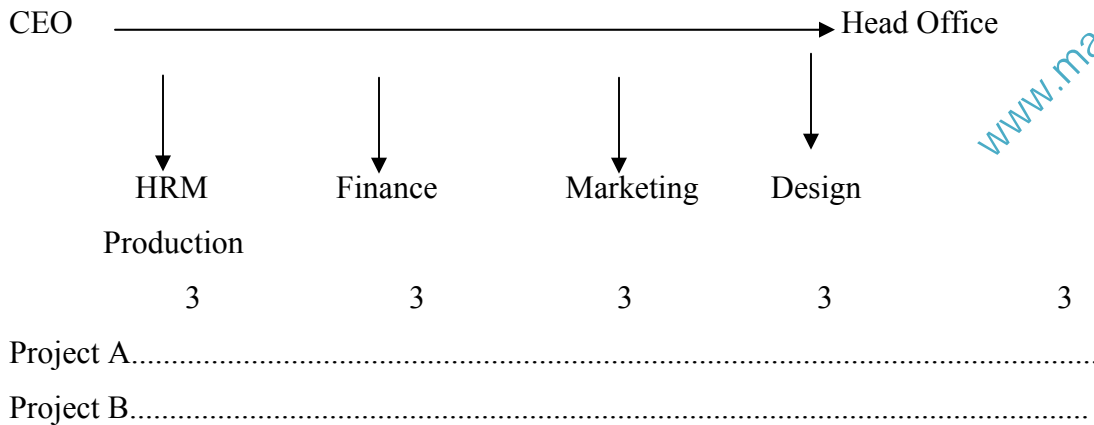 CEO Head Office
www.ma
HRM Finance Marketing Design
Production
3 3 3 3 3
Project A..........................................................................................................................
Project B.........................................................................................................................